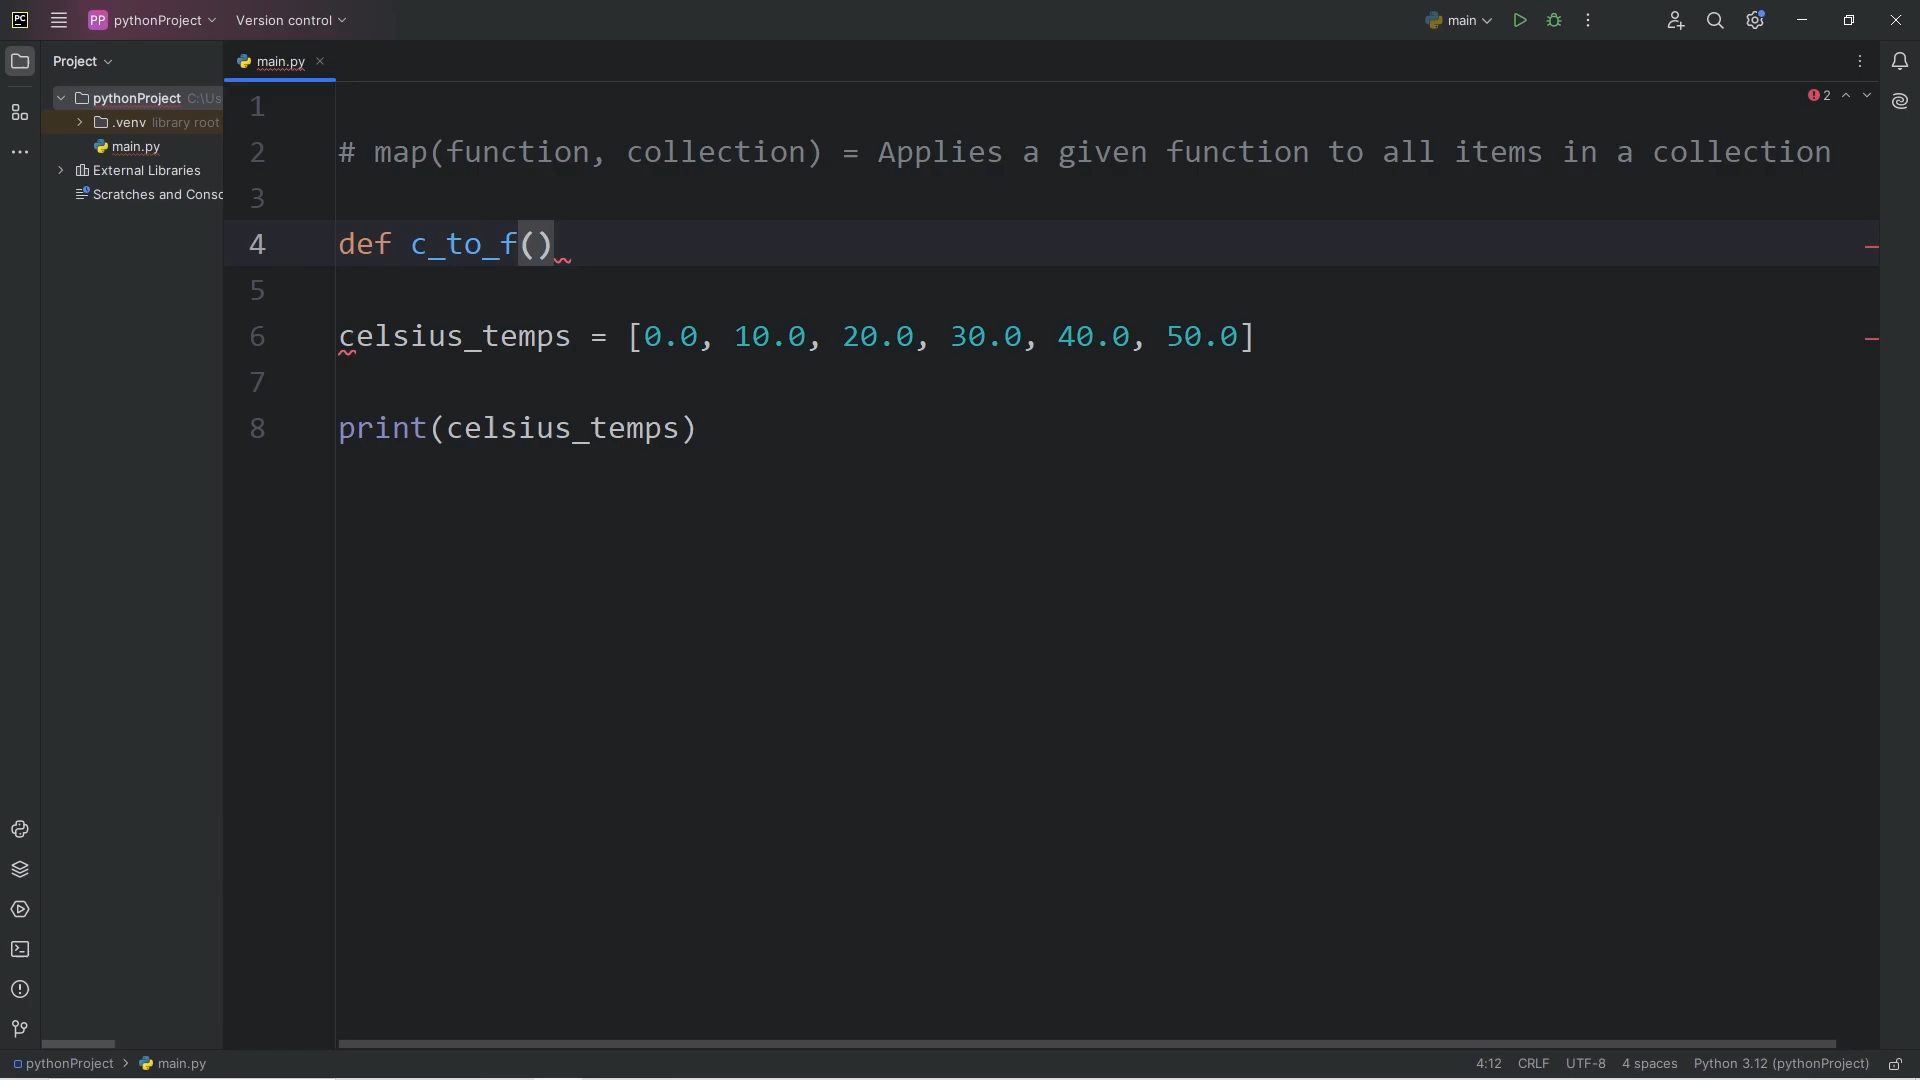 PC
PP pythonProject Version control main
Project
main.py
pythonProject C:\Us
.venv library root
main.py
External Libraries
Scratches and Consc
2
1
2 # map(function, collection) = Applies a given function to all items in a collection
3
4 def c_to_f()
5
6 celsius_temps = [0.0, 10.0, 20.0, 30.0, 40.0, 50.0]
7
8 print(celsius_temps)
pythonProject main.py 4:12 CRLF UTF-8 4 spaces Python 3.12 (pythonProject)